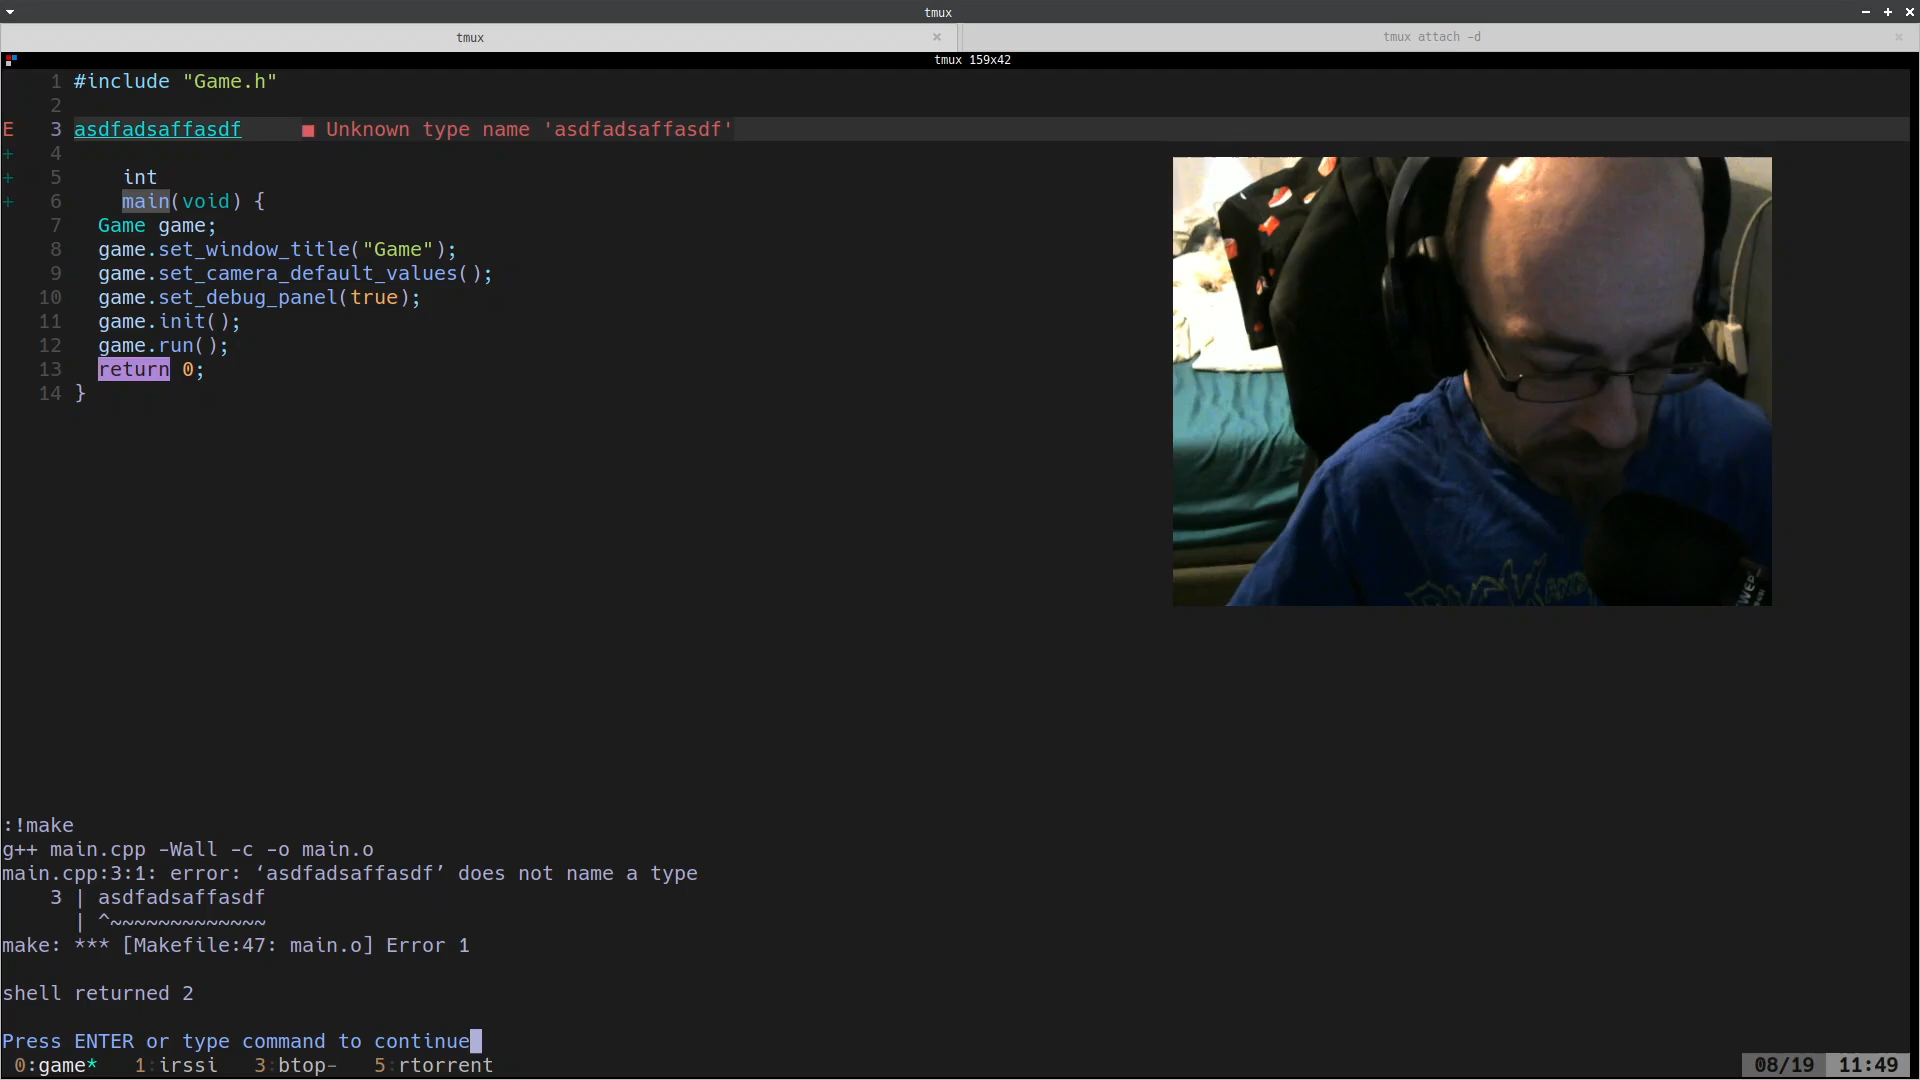 tmux
tmux
tmux attach -d
tmux 159x42
1 #include "Game.h"
2
E 3 asdfadsaffasdf ■ Unknown type name 'asdfadsaffasdf'
+ 4
+ 5 int
+ 6 main(void) {
7 Game game;
8 game.set_window_title("Game");
9 game.set_camera_default_values();
10 game.set_debug_panel(true);
11 game.init();
12 game.run();
13 return 0;
14 }
:!make
g++ main.cpp -Wall -c -o main.o
main.cpp:3:1: error: ‘asdfadsaffasdf’ does not name a type
3 | asdfadsaffasdf
| ^~~~~~~~~~~~~~
make: *** [Makefile:47: main.o] Error 1
shell returned 2
Press ENTER or type command to continue
0:game* 1:irssi 3:btop- 5:rtorrent 08/19 11:49